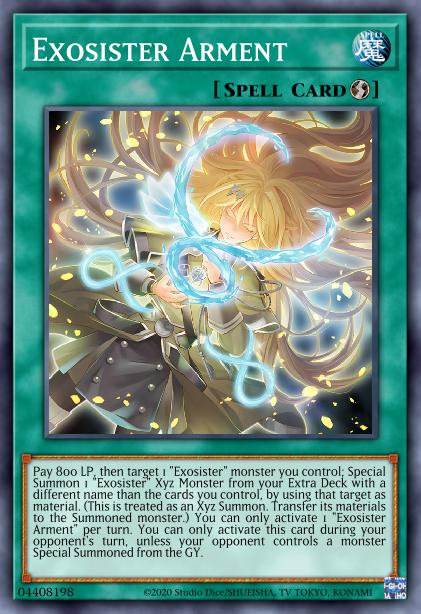 EXOSISTER ARMENT
SPELL
魔
[SPELL CARD]
Pay 800 LP, then target 1 "Exosister" monster you control; Special
Summon 1 "Exosister" Xyz Monster from your Extra Deck with a
different name than the cards you control, by using that target as
material. (This is treated as an Xyz Summon. Transfer its materials
to the Summoned monster.) You can only activate 1 "Exosister
Arment" per turn. You can only activate this card during your
opponent's turn, unless your opponent controls a monster
Special Summoned from the GY.
04408198
©2020 Studio Dice/SHUEISHA, TV TOKYO, KONAMI